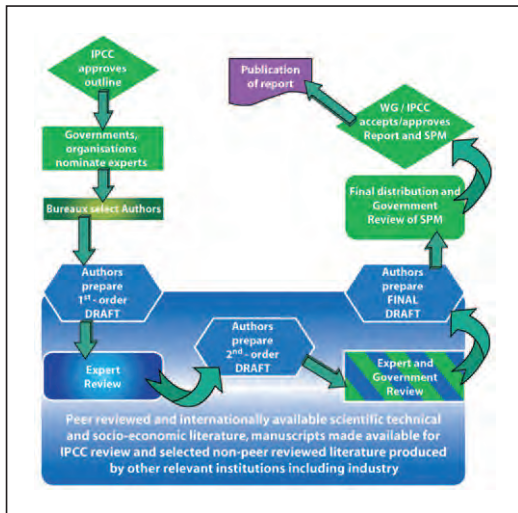 IPCC
approves
outline
Governments,
organisations
nominate experts
Bureaux select Authors
Authors
prepare
1st - order
DRAFT
Expert
Review
Authors
prepare
2nd - order
DRAFT
Expert and
Government
Review
Authors
prepare
FINAL
DRAFT
Final distribution and
Government
Review of SPM
WG / IPCC
accepts/approves
Report and SPM
Publication
of report
Peer reviewed and internationally available scientific technical
and socio-economic literature, manuscripts made available for
IPCC review and selected non-peer reviewed literature produced
by other relevant institutions including industry